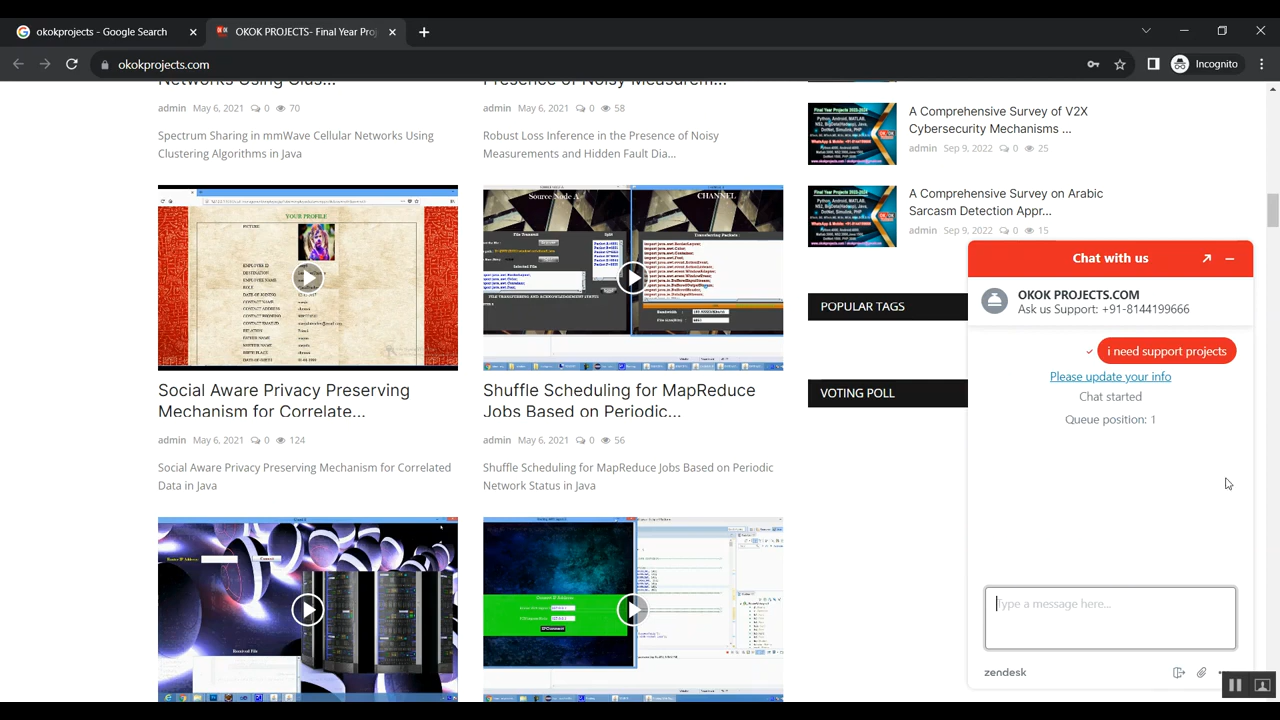 okokprojects - Google Search
OKOK PROJECTS- Final Year Pro
okokprojects.com
Incognito
Networks Using Glas...
admin May 6, 2021 0 70
Spectrum Sharing in mmWave Cellular Networks Using
Clustering Algorithms in Java
Presence of Noisy Measurem...
admin May 6, 2021 0 58
Robust Loss Inference in the Presence of Noisy
Measurements and Hidden Fault Dia...
YOUR PROFILE
Social Aware Privacy Preserving
Mechanism for Correlate...
admin May 6, 2021 0 124
Social Aware Privacy Preserving Mechanism for Correlated
Data in Java
Source Node A
CHANNEL
Shuffle Scheduling for MapReduce
Jobs Based on Periodic...
admin May 6, 2021 0 56
Shuffle Scheduling for MapReduce Jobs Based on Periodic
Network Status in Java
A Comprehensive Survey of V2X
Cybersecurity Mechanisms ...
admin Sep 9, 2022 0 25
A Comprehensive Survey on Arabic
Sarcasm Detection Appr...
admin Sep 9, 2022 0 15
POPULAR TAGS
VOTING POLL
Chat with us
OKOK PROJECTS.COM
Ask us Support +91- 8144199666
i need support projects
Please update your info
Chat started
Queue position: 1
Type a message here...
zendesk